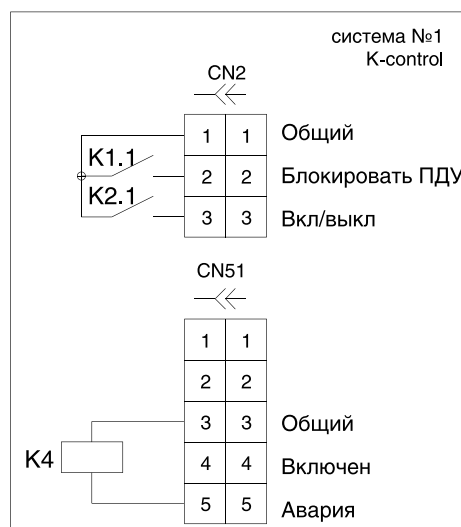 система №1
K-control
CN2
1 1 Общий
K1.1
2 2 Блокировать ПДУ
K2.1
3 3 Вкл/выкл
CN51
1 1
2 2
3 3 Общий
K4
4 4 Включен
5 5 Авария